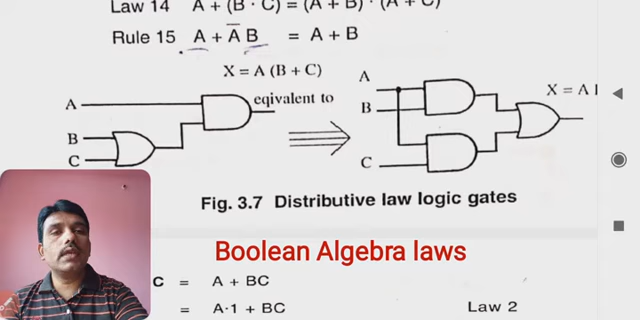 Law 14 A + (B · C) = (A + B) · (A + C)
Rule 15 A + A̅ B = A + B
X = A (B + C)
A
B
C
eqivalent to
A
B
C
X = A
Fig. 3.7 Distributive law logic gates
Boolean Algebra laws
C = A + BC
= A·1 + BC Law 2